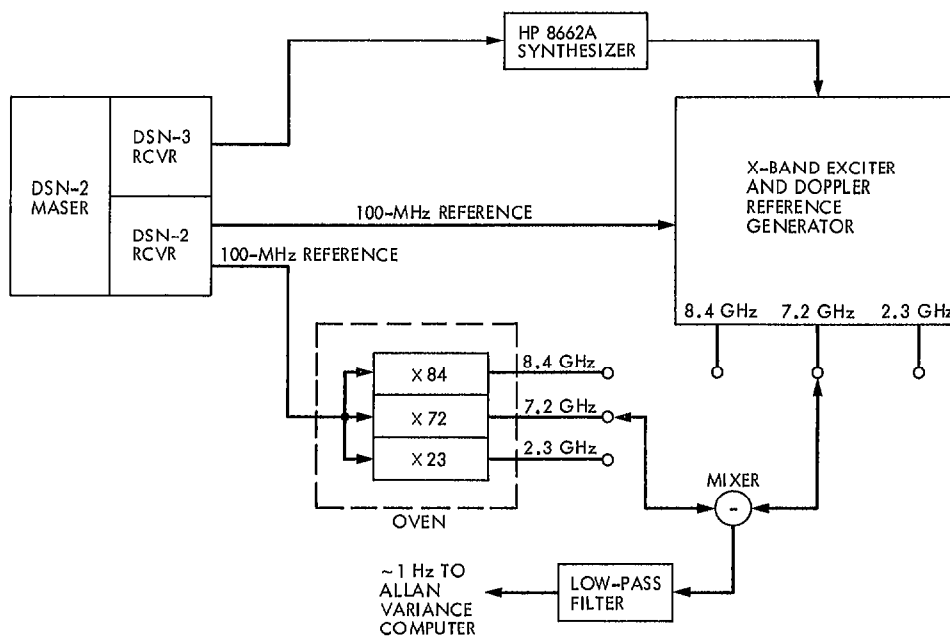 HP 8662A
SYNTHESIZER
DSN-2
MASER
DSN-3
RCVR
DSN-2
RCVR
X-BAND EXCITER
AND DOPPLER
REFERENCE
GENERATOR
100-MHz REFERENCE
100-MHz REFERENCE
8.4 GHz
7.2 GHz
2.3 GHz
X 84
X 72
X 23
8.4 GHz
7.2 GHz
2.3 GHz
OVEN
MIXER
-
LOW-PASS
FILTER
~1 Hz TO
ALLAN
VARIANCE
COMPUTER